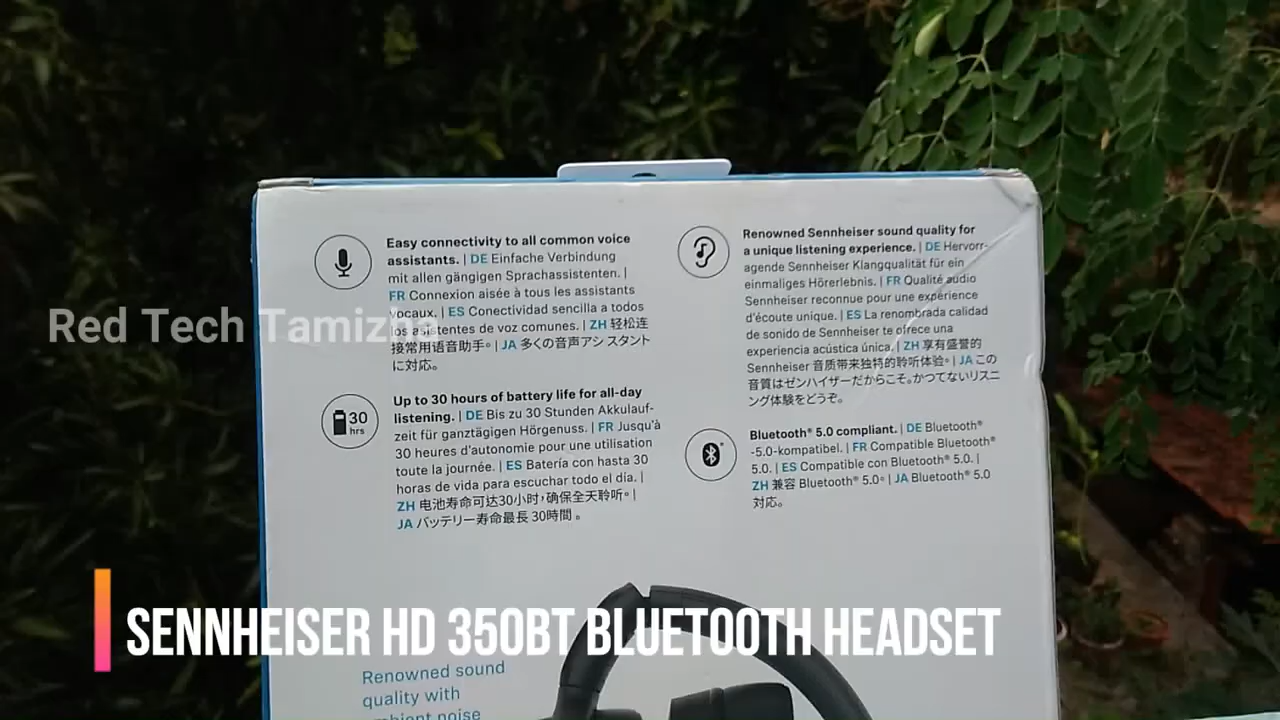 Easy connectivity to all common voice
assistants. | DE Einfache Verbindung
mit allen gängigen Sprachassistenten. |
FR Connexion aisée à tous les assistants
vocaux. | ES Conectividad sencilla a todos
los asistentes de voz comunes. | ZH 轻松连
接常用语音助手。| JA 多くの音声アシスタント
に対応。
30
hrs
Up to 30 hours of battery life for all-day
listening. | DE Bis zu 30 Stunden Akkulauf-
zeit für ganztägigen Hörgenuss. | FR Jusqu'à
30 heures d'autonomie pour une utilisation
toute la journée. | ES Batería con hasta 30
horas de vida para escuchar todo el día. |
ZH 电池寿命可达30小时，确保全天聆听。|
JA バッテリー寿命最長 30時間 。
Renowned Sennheiser sound quality for
a unique listening experience. | DE Hervorr-
agende Sennheiser Klangqualität für ein
einmaliges Hörerlebnis. | FR Qualité audio
Sennheiser reconnue pour une expérience
d'écoute unique. | ES La renombrada calidad
de sonido de Sennheiser te ofrece una
experiencia acústica única. | ZH 享有盛誉的
Sennheiser 音质带来独特的聆听体验。| JA この
音質はゼンハイザーだからこそ。かつてないリスニ
ング体験をどうぞ。
Bluetooth® 5.0 compliant. | DE Bluetooth®
-5.0-kompatibel. | FR Compatible Bluetooth®
5.0. | ES Compatible con Bluetooth® 5.0. |
ZH 兼容 Bluetooth® 5.0。| JA Bluetooth® 5.0
対応。
Red Tech Tamizha
SENNHEISER HD 350BT BLUETOOTH HEADSET
Renowned sound
quality with
ambient noise